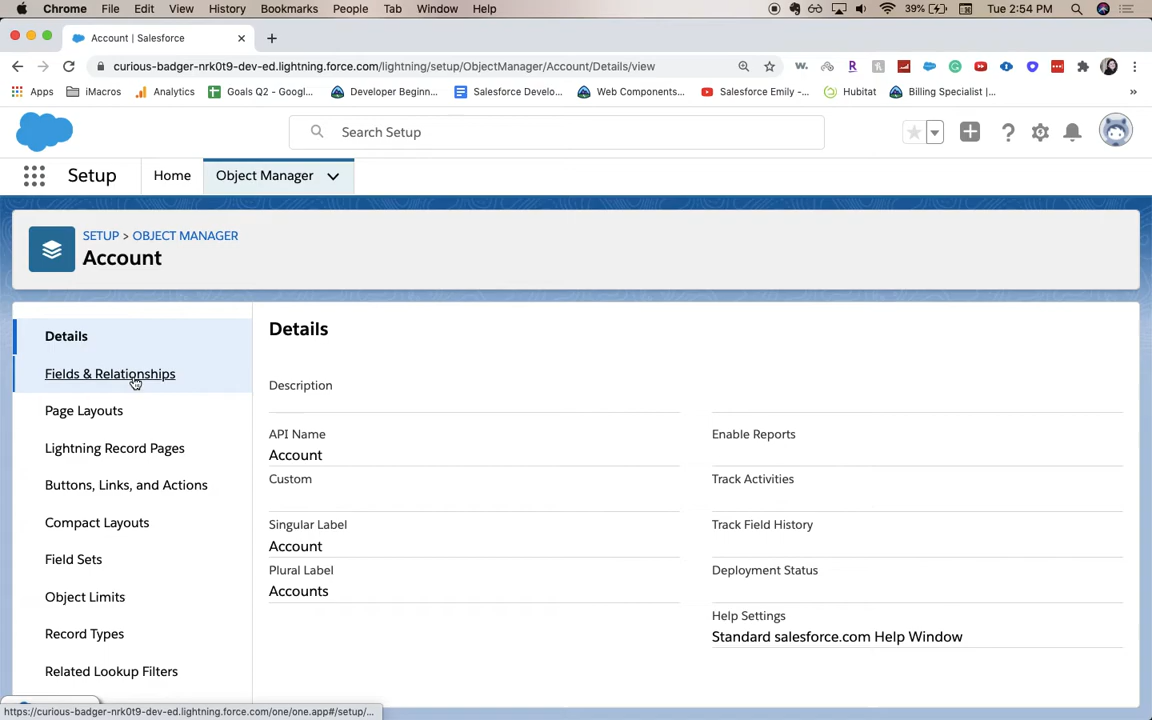 Chrome File Edit View History Bookmarks People Tab Window Help 39% Tue 2:54 PM
Account | Salesforce
curious-badger-nrk0t9-dev-ed.lightning.force.com/lightning/setup/ObjectManager/Account/Details/view
Apps iMacros Analytics Goals Q2 - Googl... Developer Beginn... Salesforce Develo... Web Components... Salesforce Emily -... Hubitat Billing Specialist |... »
Search Setup
Setup Home Object Manager
SETUP > OBJECT MANAGER
Account
Details
Fields & Relationships
Page Layouts
Lightning Record Pages
Buttons, Links, and Actions
Compact Layouts
Field Sets
Object Limits
Record Types
Related Lookup Filters
Details
Description
API Name
Account
Custom
Singular Label
Account
Plural Label
Accounts
Enable Reports
Track Activities
Track Field History
Deployment Status
Help Settings
Standard salesforce.com Help Window
https://curious-badger-nrk0t9-dev-ed.lightning.force.com/one/one.app#/setup/...